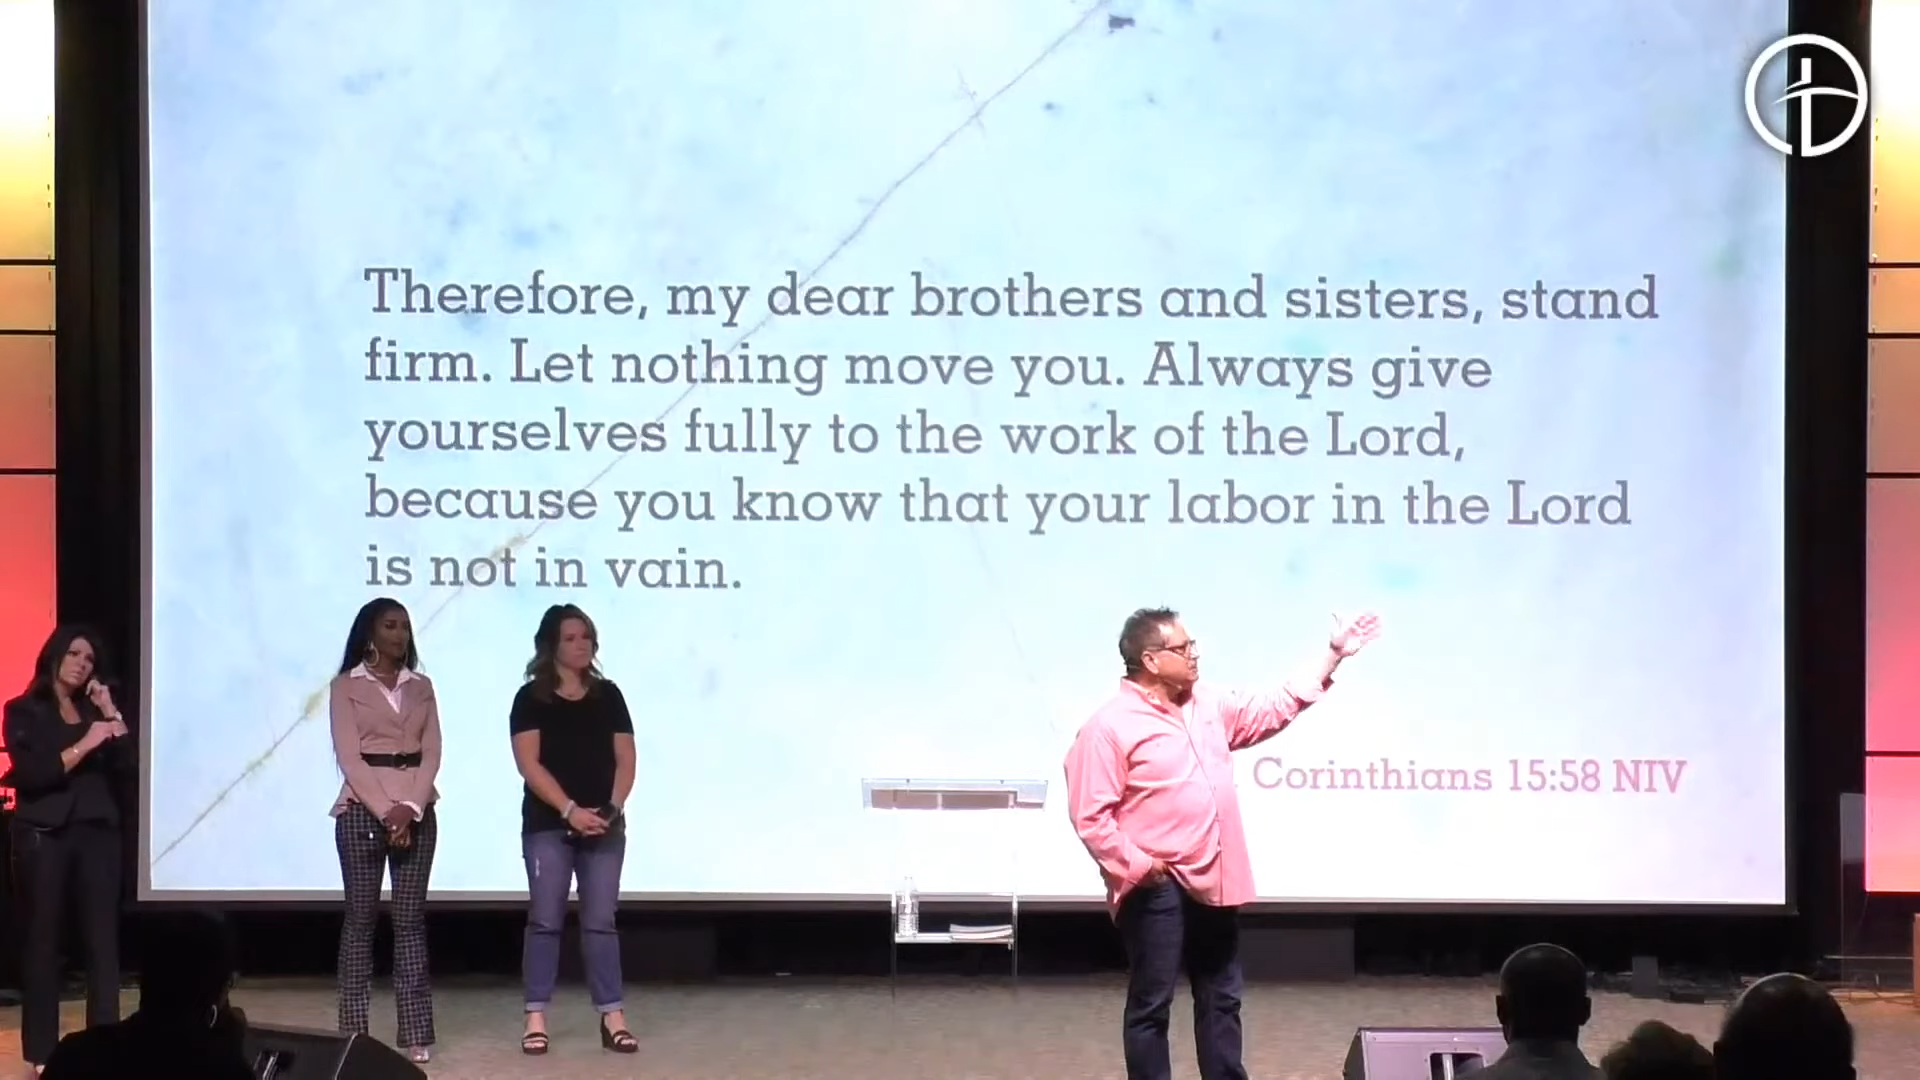 Therefore, my dear brothers and sisters, stand
firm. Let nothing move you. Always give
yourselves fully to the work of the Lord,
because you know that your labor in the Lord
is not in vain.
Corinthians 15:58 NIV